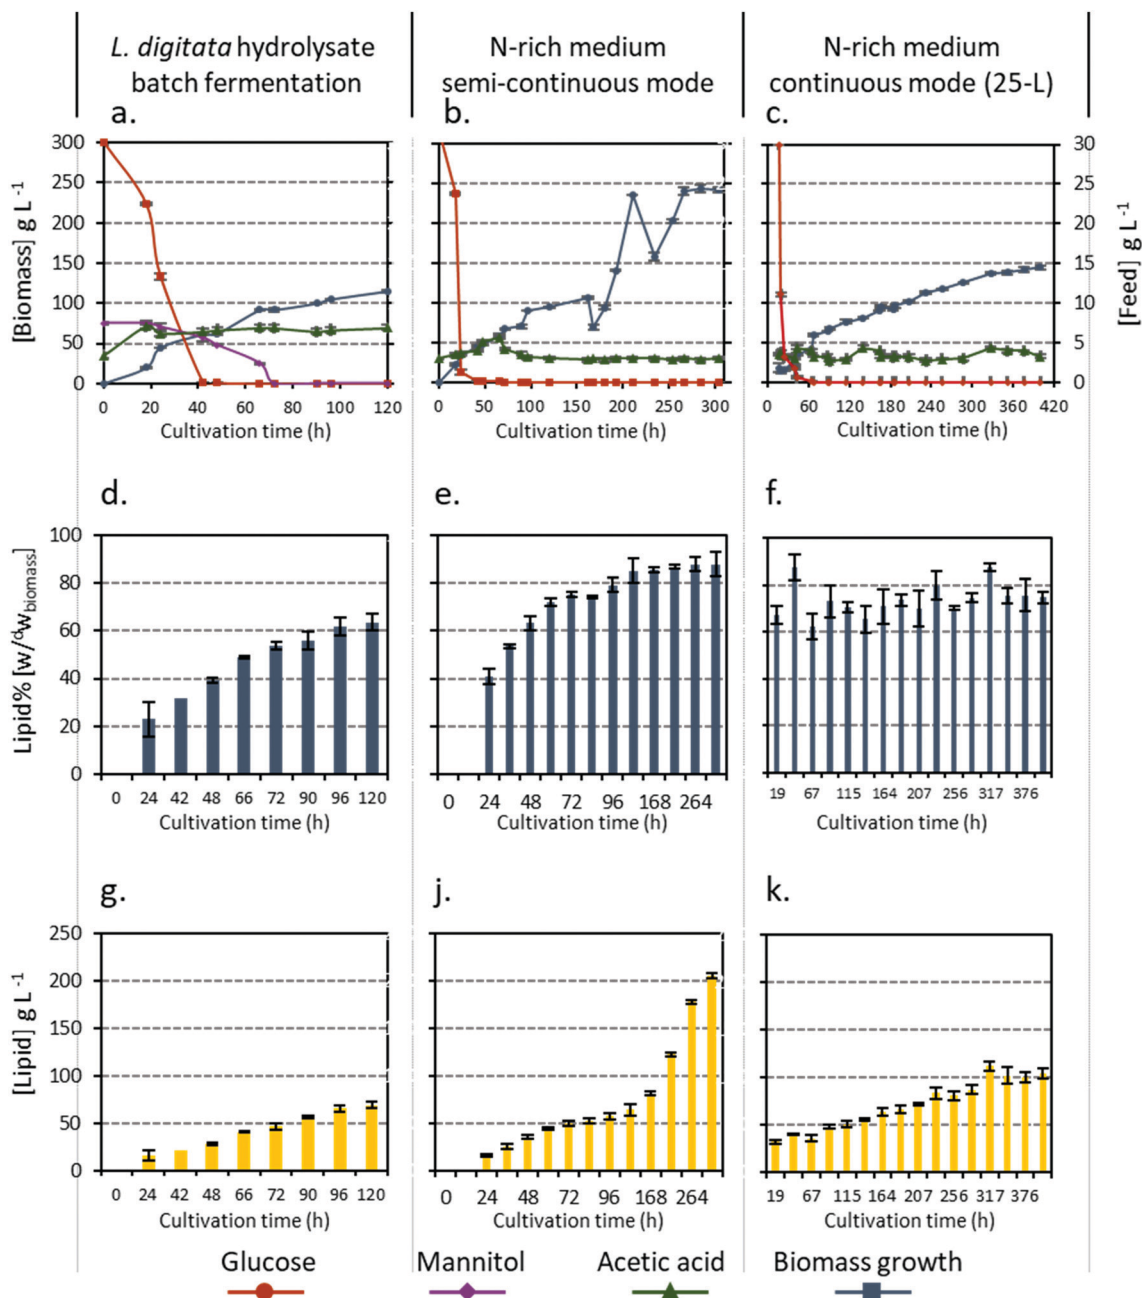 L. digitata hydrolysate
batch fermentation
N-rich medium
semi-continuous mode
N-rich medium
continuous mode (25-L)
a.
b.
c.
[Biomass] g L-1
300
250
200
150
100
50
0
0 20 40 60 80 100 120
Cultivation time (h)
0 50 100 150 200 250 300
Cultivation time (h)
0 60 120 180 240 300 360 420
Cultivation time (h)
30
25
20
15
10
5
0
[Feed] g L-1
d.
e.
f.
Lipid% [w/dwbiomass]
100
80
60
40
20
0
0 24 42 48 66 72 90 96 120
Cultivation time (h)
0 24 48 72 96 168 264
Cultivation time (h)
19 67 115 164 207 256 317 376
Cultivation time (h)
g.
j.
k.
[Lipid] g L-1
250
200
150
100
50
0
0 24 42 48 66 72 90 96 120
Cultivation time (h)
0 24 48 72 96 168 264
Cultivation time (h)
19 67 115 164 207 256 317 376
Cultivation time (h)
Glucose Mannitol Acetic acid Biomass growth